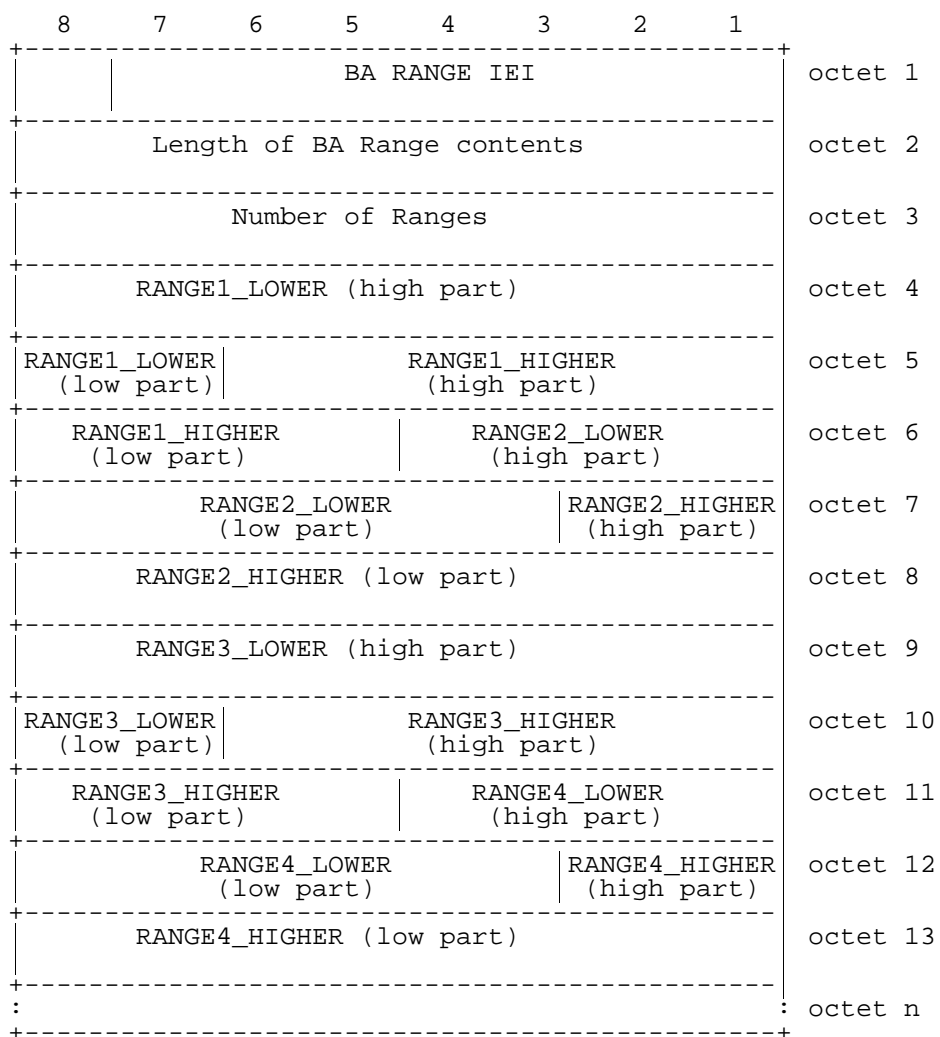 8 7 6 5 4 3 2 1
BA RANGE IEI octet 1
Length of BA Range contents octet 2
Number of Ranges octet 3
RANGE1_LOWER (high part) octet 4
RANGE1_LOWER RANGE1_HIGHER octet 5
(low part) (high part)
RANGE1_HIGHER RANGE2_LOWER octet 6
(low part) (high part)
RANGE2_LOWER RANGE2_HIGHER octet 7
(low part) (high part)
RANGE2_HIGHER (low part) octet 8
RANGE3_LOWER (high part) octet 9
RANGE3_LOWER RANGE3_HIGHER octet 10
(low part) (high part)
RANGE3_HIGHER RANGE4_LOWER octet 11
(low part) (high part)
RANGE4_LOWER RANGE4_HIGHER octet 12
(low part) (high part)
RANGE4_HIGHER (low part) octet 13
: : octet n